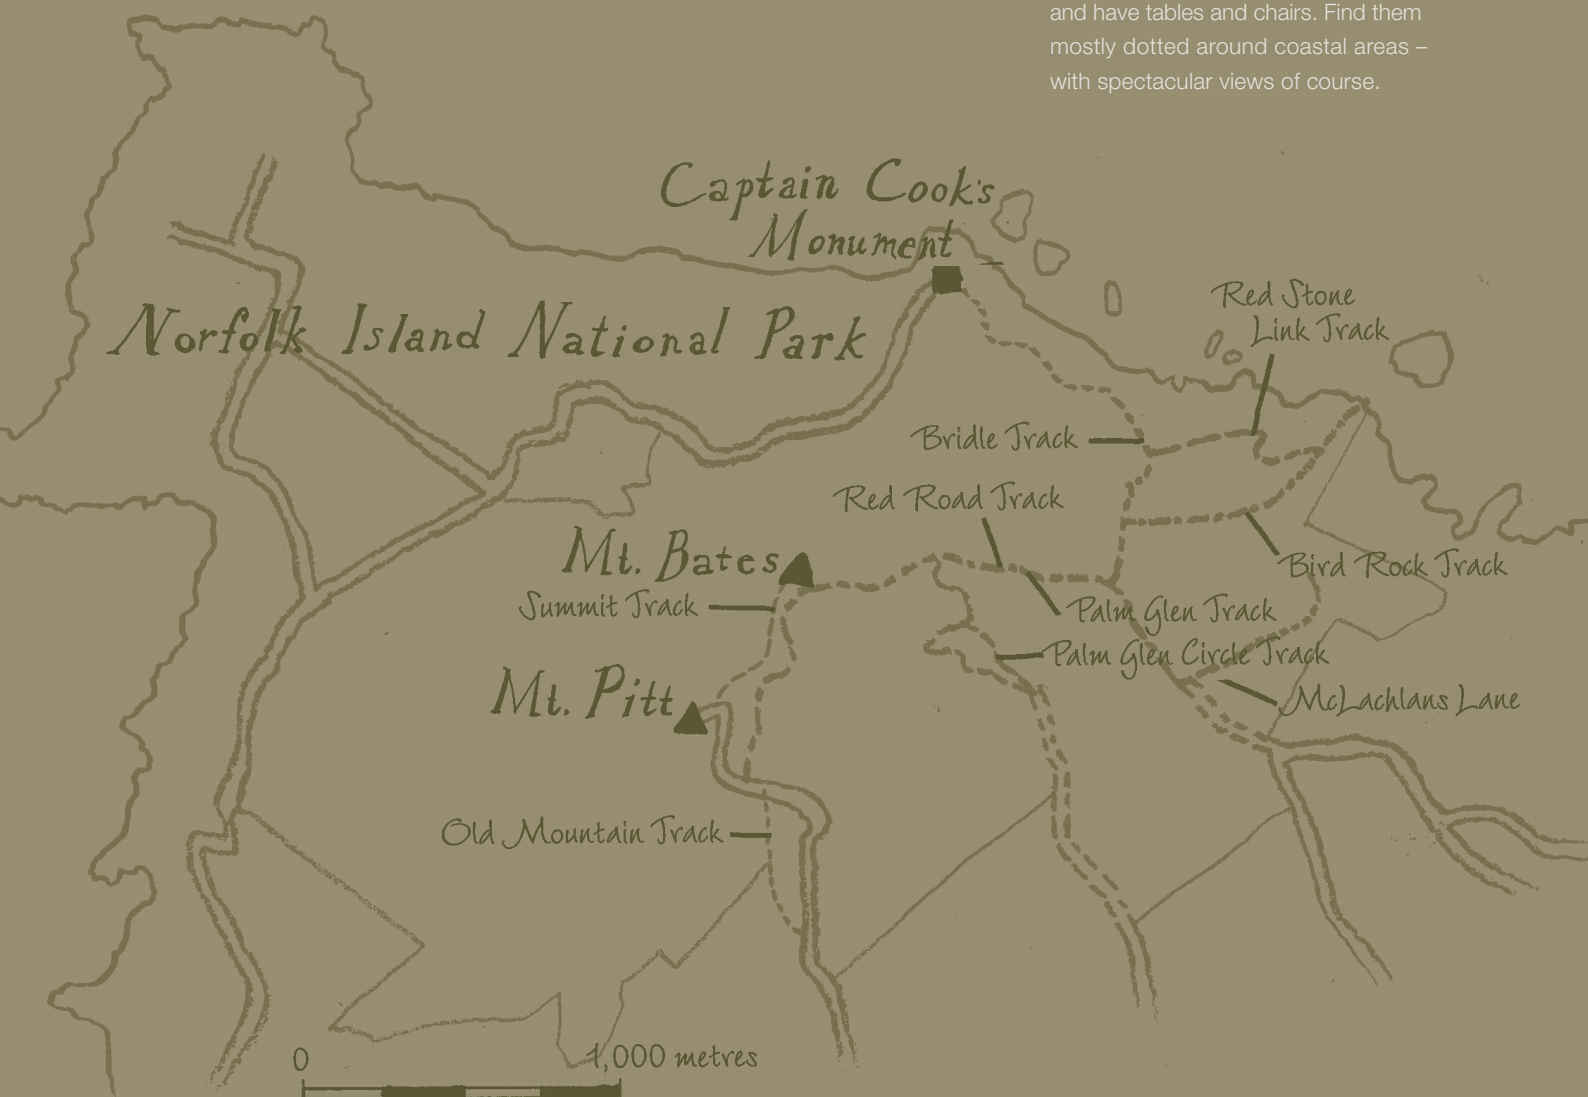 and have tables and chairs. Find them
mostly dotted around coastal areas –
with spectacular views of course.
Captain Cook's
Monument
Red Stone
Link Track
Norfolk Island National Park
Bridle Track
Red Road Track
Mt. Bates
Bird Rock Track
Summit Track
Palm Glen Track
Palm Glen Circle Track
Mt. Pitt
McLachlans Lane
Old Mountain Track
0
1,000 metres